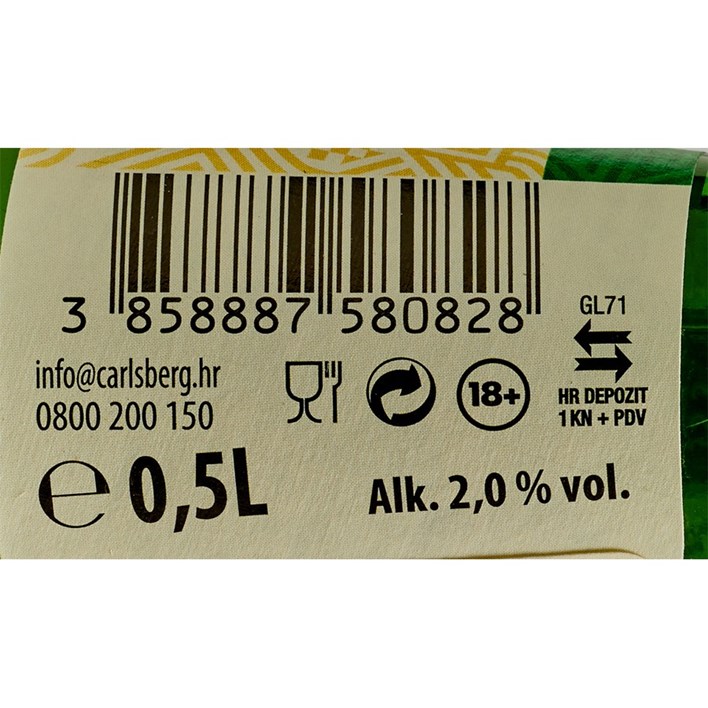 3 858887 580828
GL71
info@carlsberg.hr
0800 200 150
18+
HR DEPOZIT
1 KN + PDV
e 0,5L
Alk. 2,0 % vol.